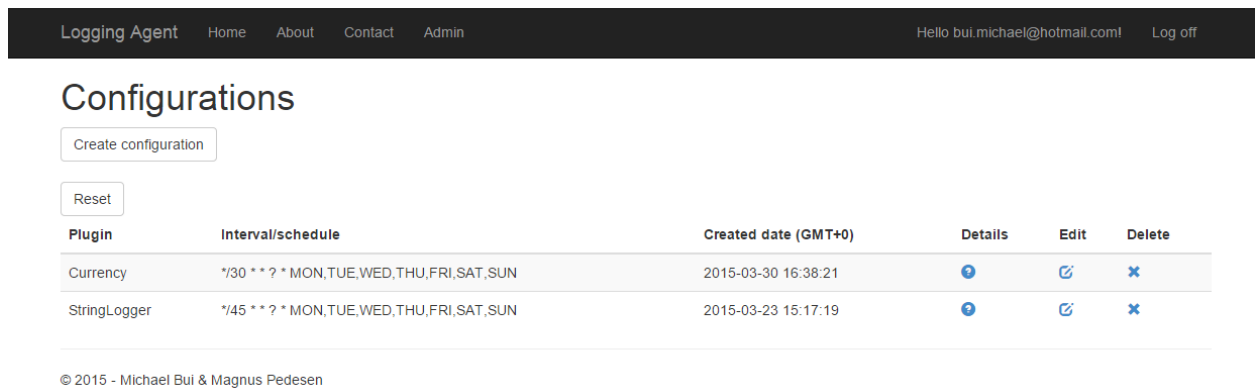 Logging Agent Home About Contact Admin Hello bui.michael@hotmail.com! Log off
Configurations
Create configuration
Reset
Plugin Interval/schedule Created date (GMT+0) Details Edit Delete
Currency */30 * * ? * MON,TUE,WED,THU,FRI,SAT,SUN 2015-03-30 16:38:21
StringLogger */45 * * ? * MON,TUE,WED,THU,FRI,SAT,SUN 2015-03-23 15:17:19
© 2015 - Michael Bui & Magnus Pedesen